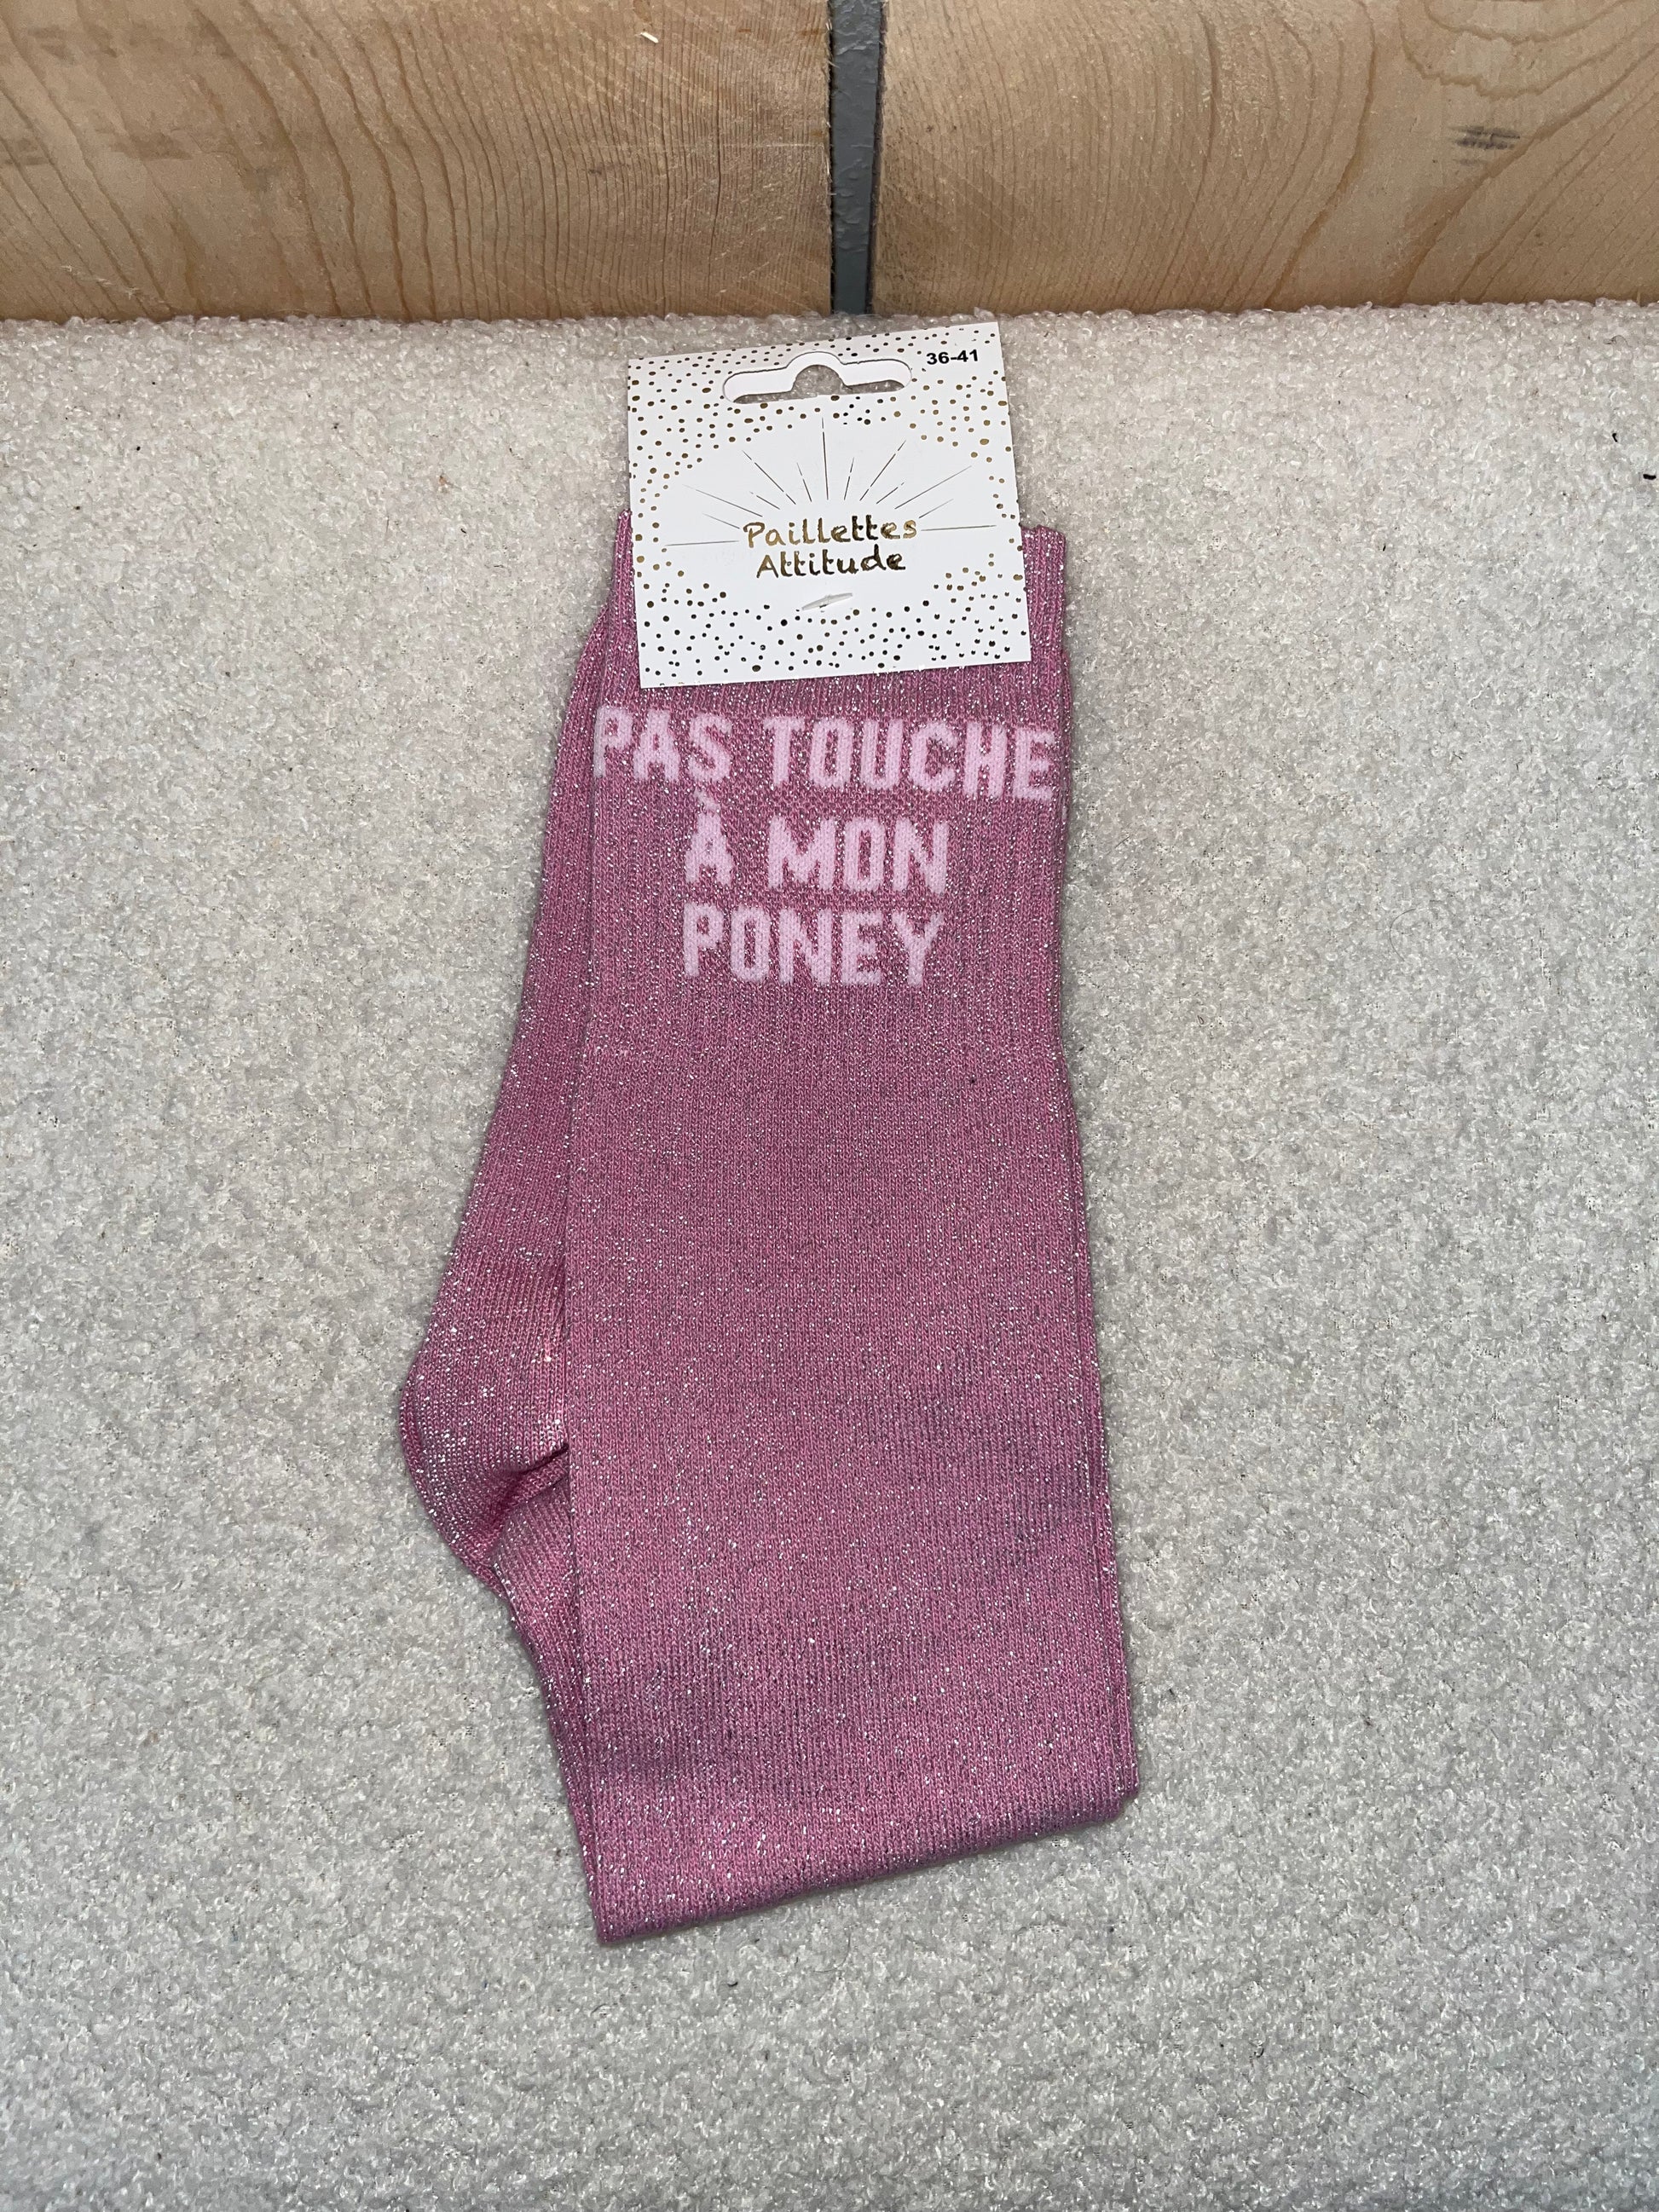 36-41
Paillettes
Attitude
PAS TOUCHE
À MON
PONEY